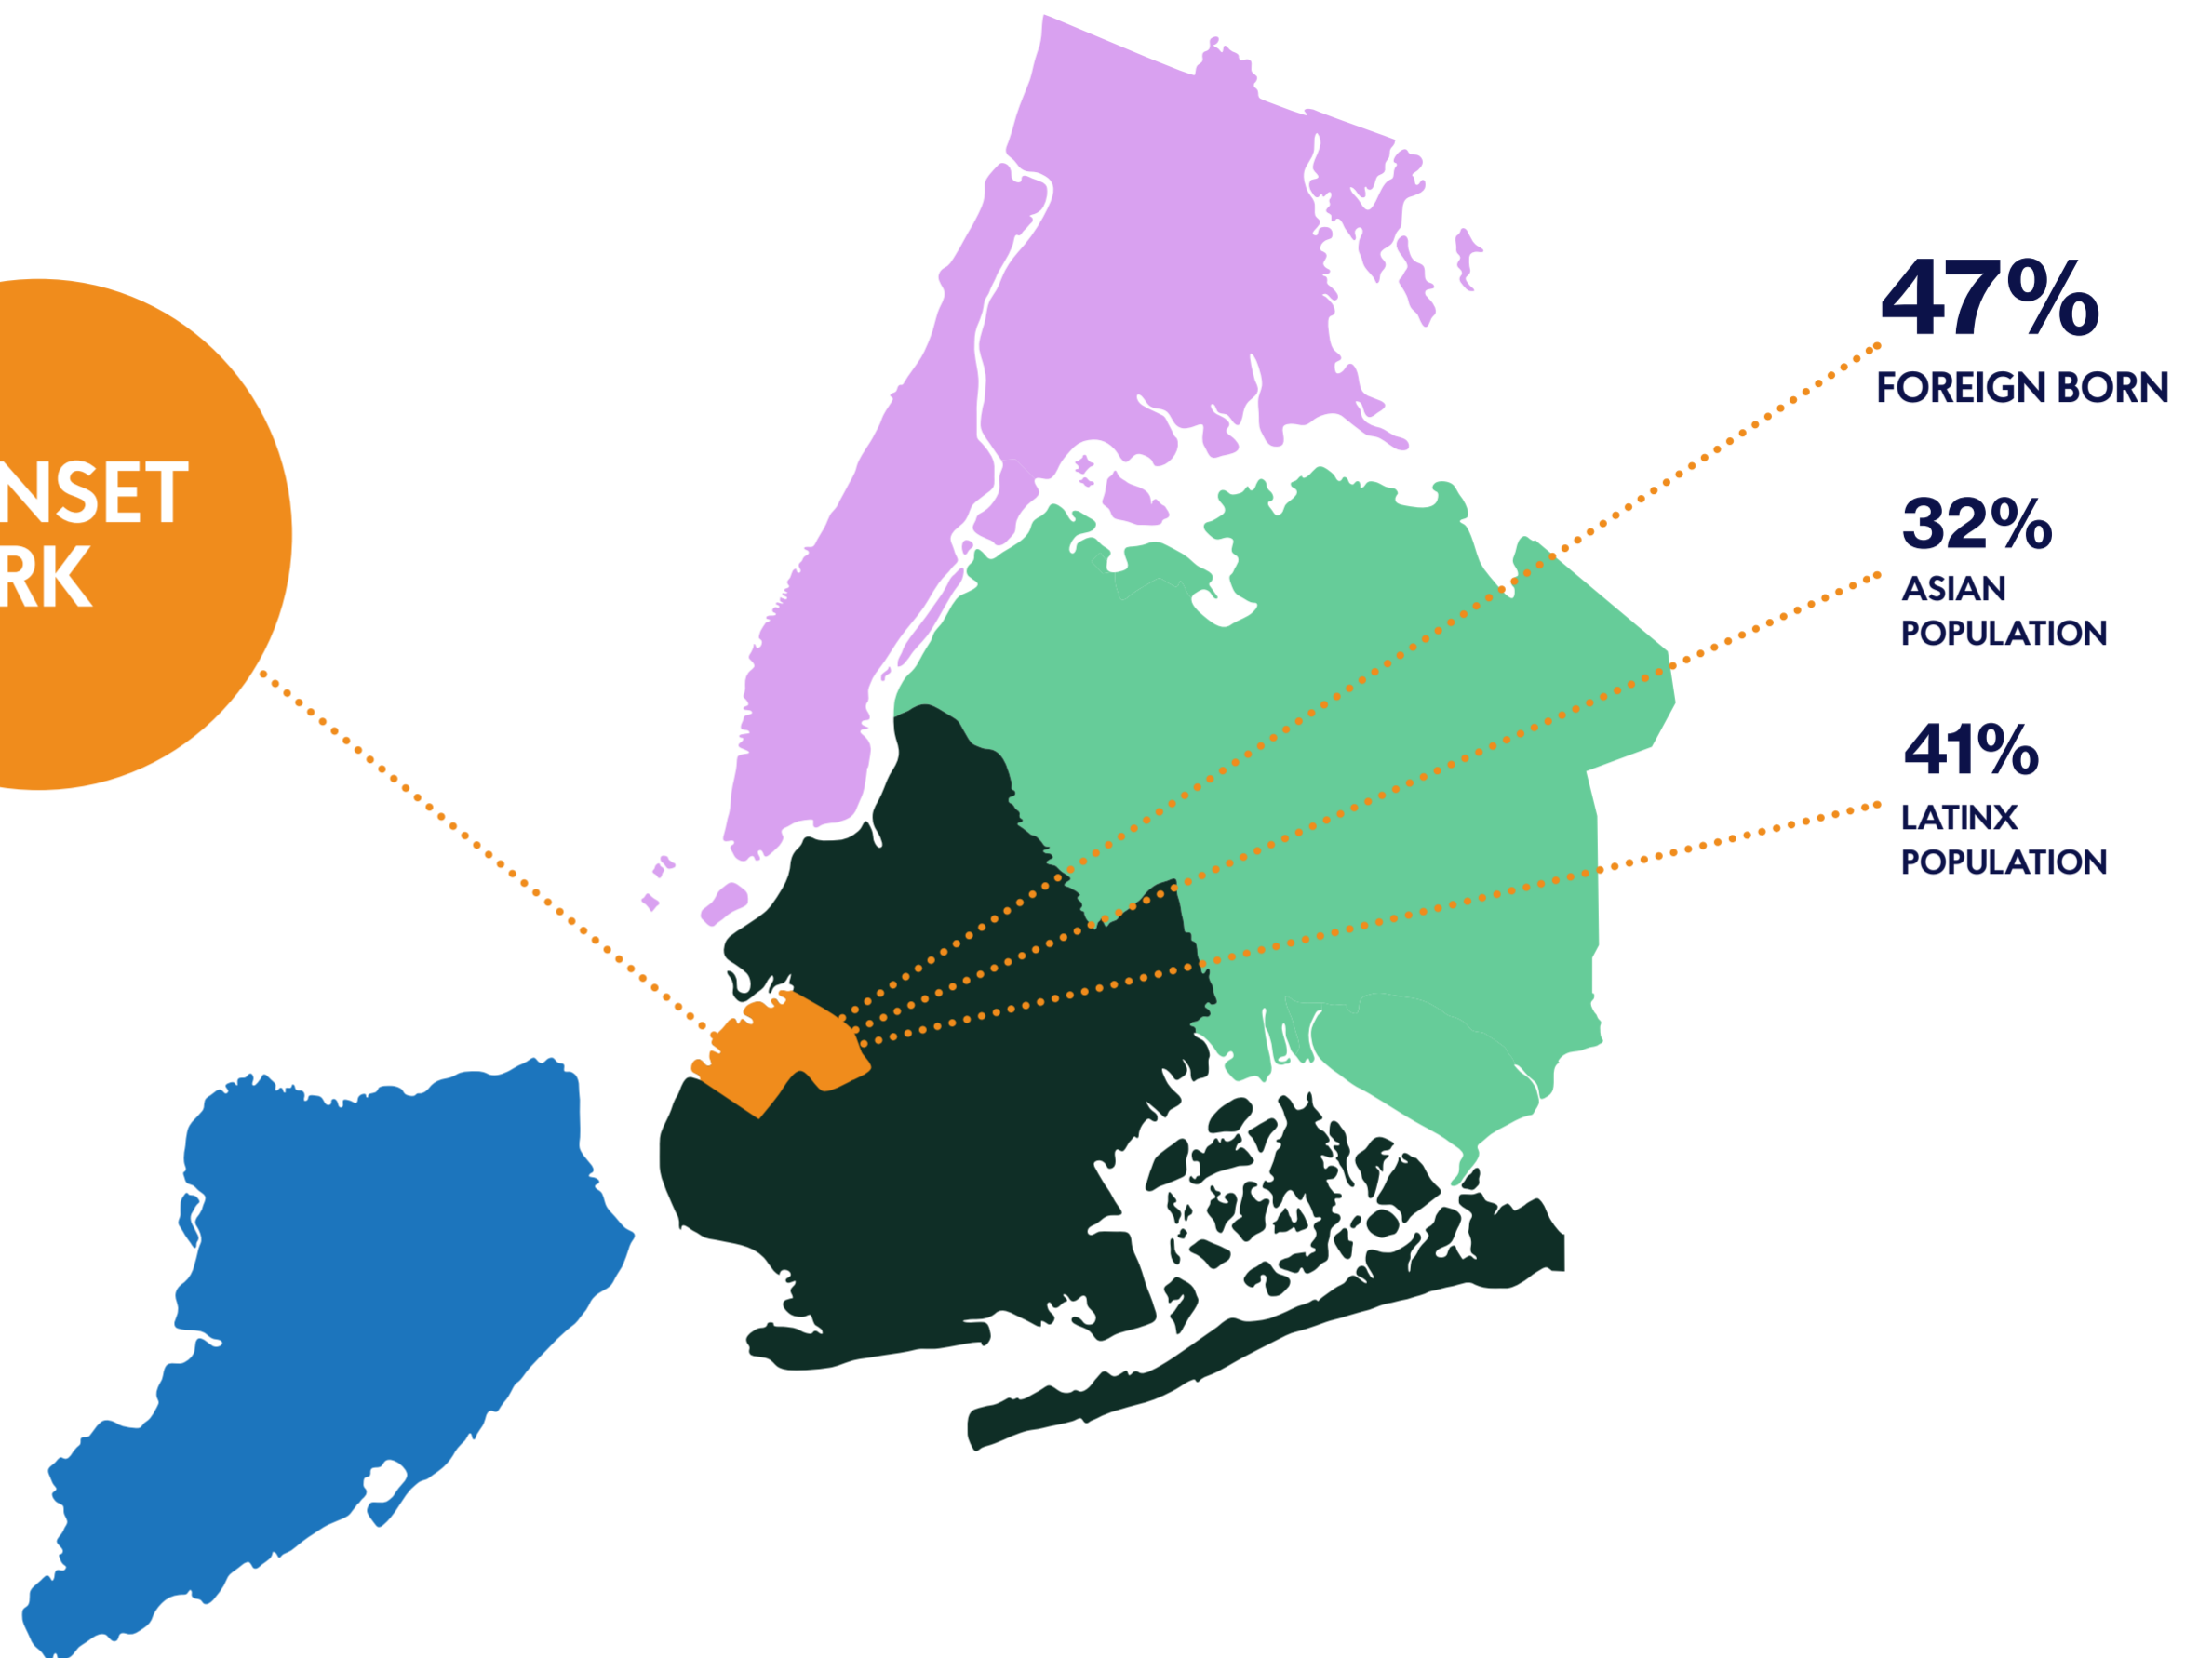 NSET
RK
47%
FOREIGN BORN
32%
ASIAN
POPULATION
41%
LATINX
POPULATION